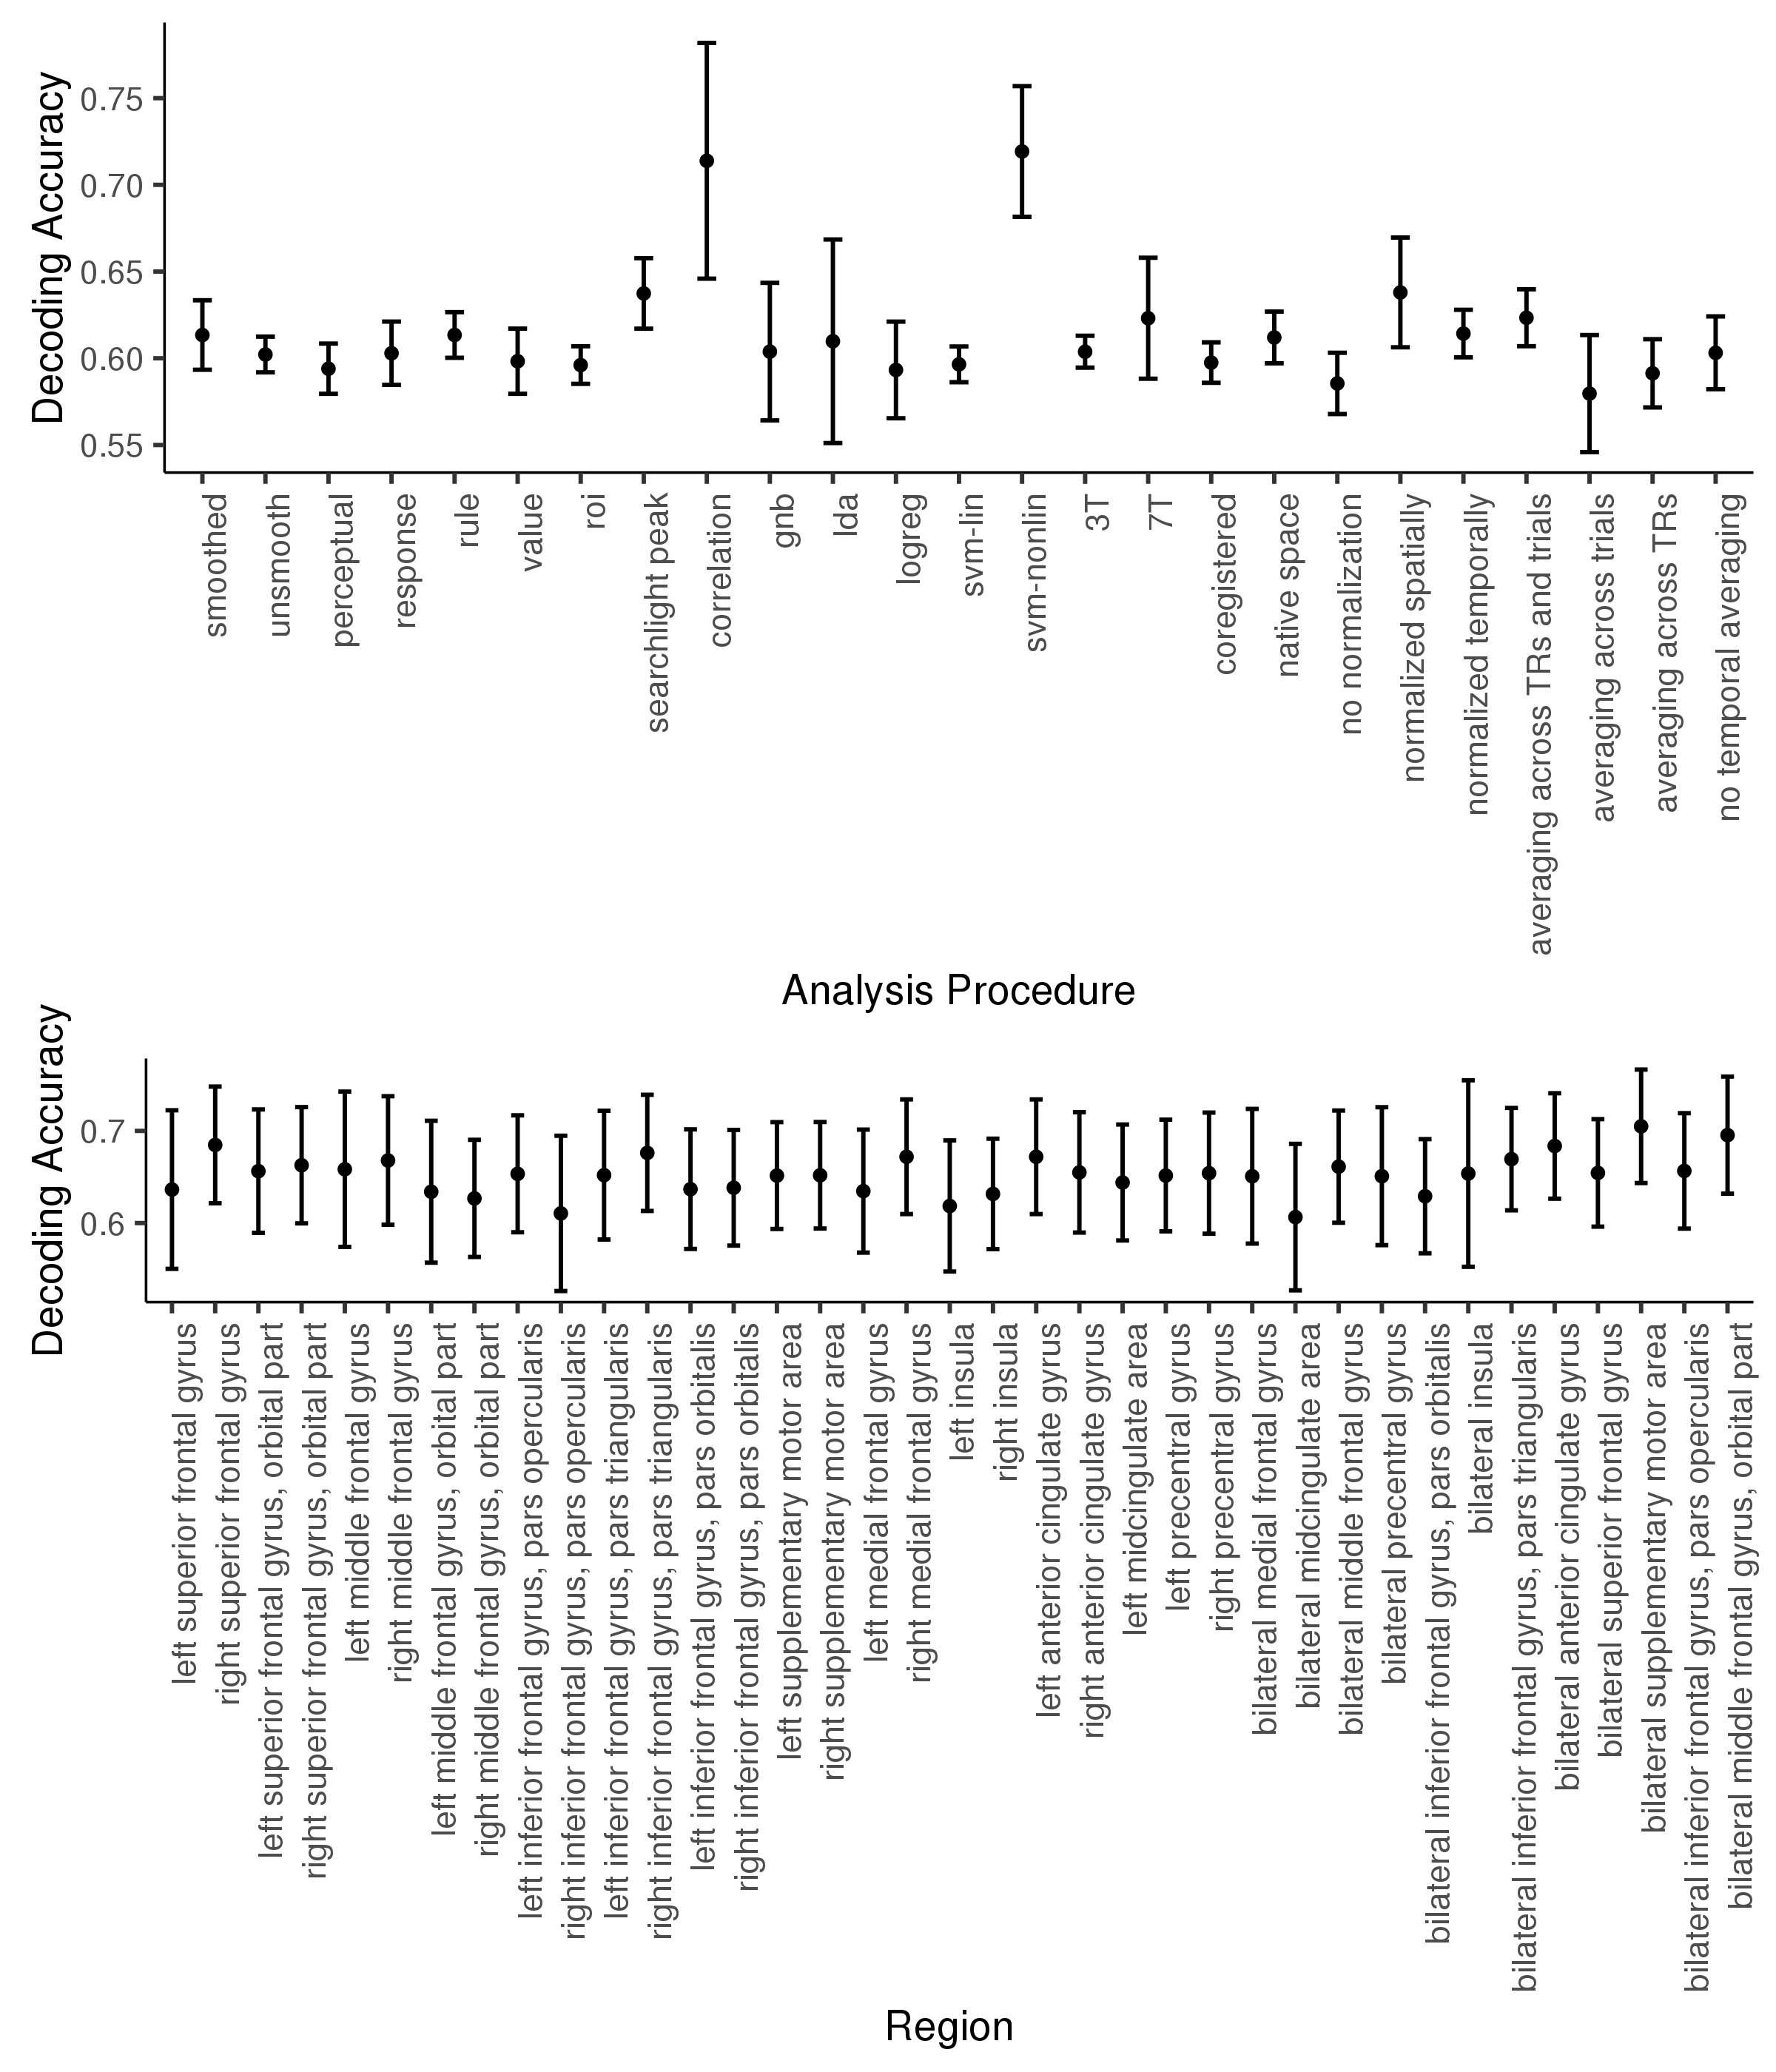 Decoding Accuracy
0.75
0.70
0.65
0.60
0.55
smoothed
unsmooth
perceptual
response
rule
value
roi
searchlight peak
correlation
gnb
lda
logreg
svm-lin
svm-nonlin
3T
7T
coregistered
native space
no normalization
normalized spatially
normalized temporally
averaging across TRs and trials
averaging across trials
averaging across TRs
no temporal averaging
Analysis Procedure
Decoding Accuracy
0.7
0.6
left superior frontal gyrus
right superior frontal gyrus
left superior frontal gyrus, orbital part
right superior frontal gyrus, orbital part
left middle frontal gyrus
right middle frontal gyrus
left middle frontal gyrus, orbital part
right middle frontal gyrus, orbital part
left inferior frontal gyrus, pars opercularis
right inferior frontal gyrus, pars opercularis
left inferior frontal gyrus, pars triangularis
right inferior frontal gyrus, pars triangularis
left inferior frontal gyrus, pars orbitalis
right inferior frontal gyrus, pars orbitalis
left supplementary motor area
right supplementary motor area
left medial frontal gyrus
right medial frontal gyrus
left insula
right insula
left anterior cingulate gyrus
right anterior cingulate gyrus
left midcingulate area
left precentral gyrus
right precentral gyrus
bilateral medial frontal gyrus
bilateral midcingulate area
bilateral middle frontal gyrus
bilateral precentral gyrus
bilateral inferior frontal gyrus, pars orbitalis
bilateral insula
bilateral inferior frontal gyrus, pars triangularis
bilateral anterior cingulate gyrus
bilateral superior frontal gyrus
bilateral supplementary motor area
bilateral inferior frontal gyrus, pars opercularis
bilateral middle frontal gyrus, orbital part
Region